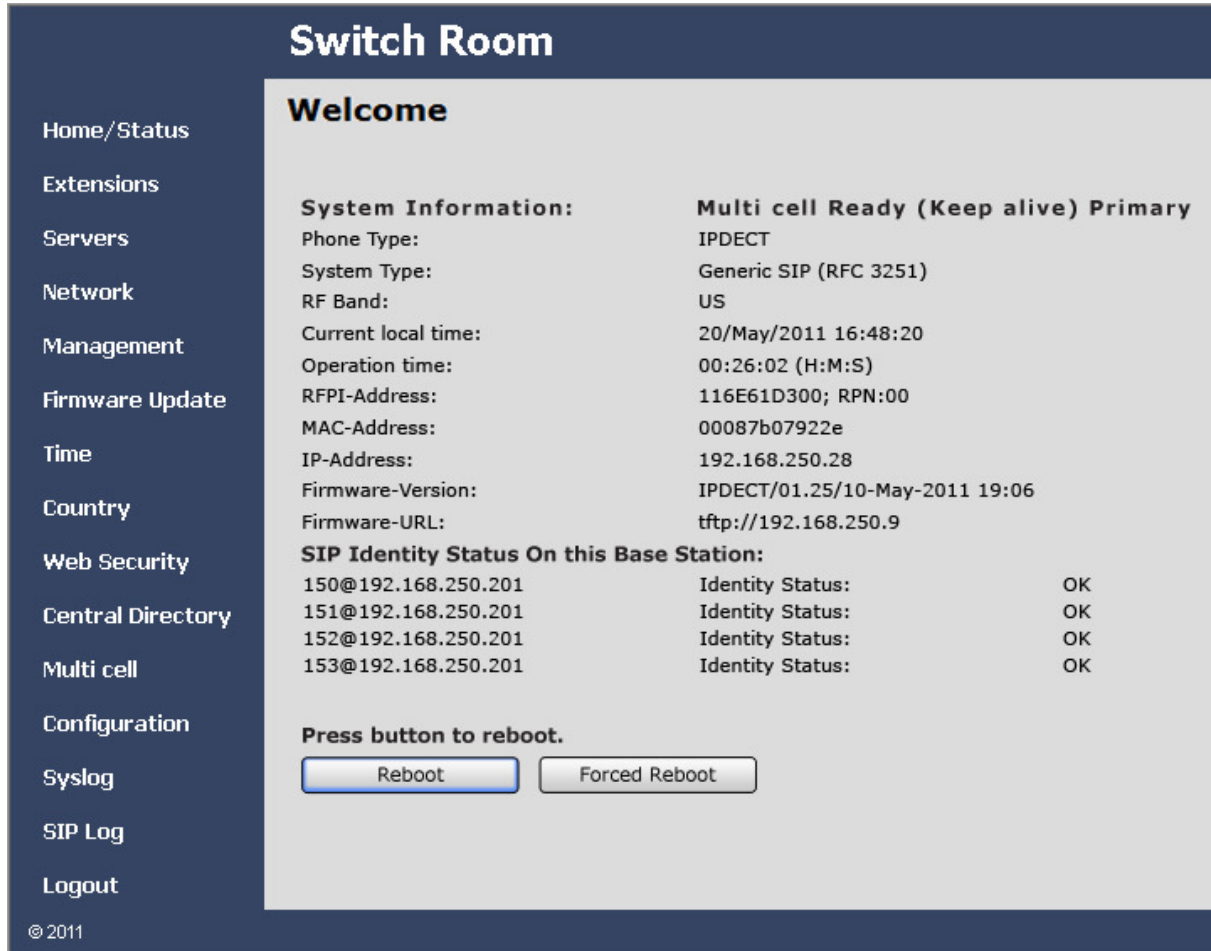 Switch Room
Home/Status
Extensions
Servers
Network
Management
Firmware Update
Time
Country
Web Security
Central Directory
Multi cell
Configuration
Syslog
SIP Log
Logout
© 2011
Welcome
System Information: Multi cell Ready (Keep alive) Primary
Phone Type: IPDECT
System Type: Generic SIP (RFC 3251)
RF Band: US
Current local time: 20/May/2011 16:48:20
Operation time: 00:26:02 (H:M:S)
RFPI-Address: 116E61D300; RPN:00
MAC-Address: 00087b07922e
IP-Address: 192.168.250.28
Firmware-Version: IPDECT/01.25/10-May-2011 19:06
Firmware-URL: tftp://192.168.250.9
SIP Identity Status On this Base Station:
150@192.168.250.201 Identity Status: OK
151@192.168.250.201 Identity Status: OK
152@192.168.250.201 Identity Status: OK
153@192.168.250.201 Identity Status: OK
Press button to reboot.
Reboot Forced Reboot